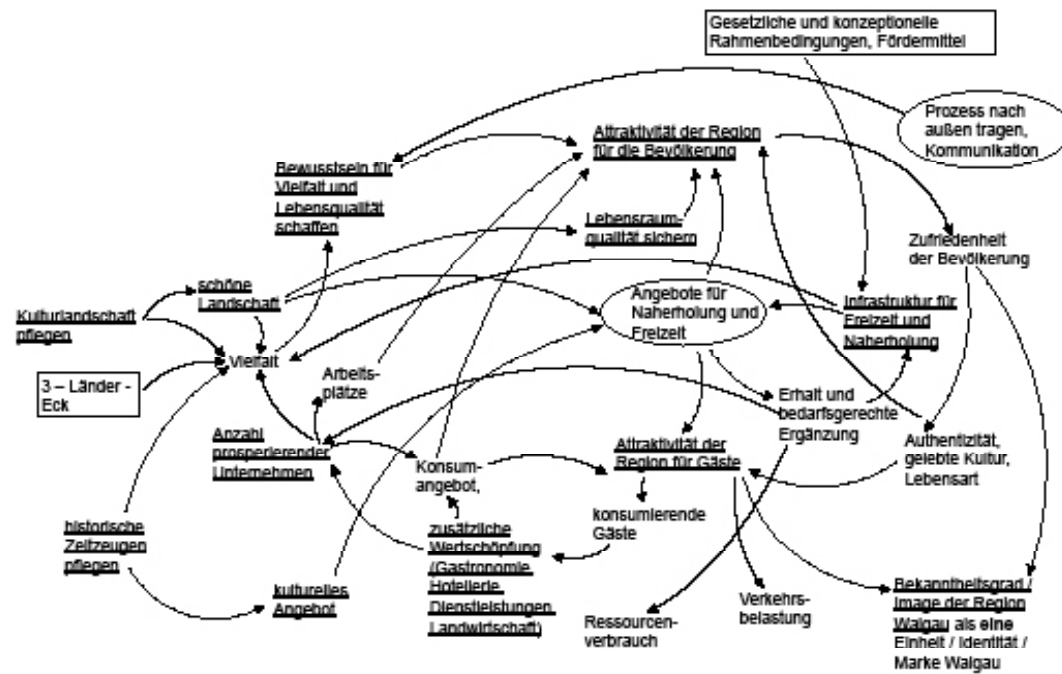 Gesetzliche und konzeptionelle
Rahmenbedingungen, Fördermittel
Prozess nach
außen tragen,
Kommunikation
Attraktivität der Region
für die Bevölkerung
Bewusstsein für
Vielfalt und
Lebensqualität
schaffen
Lebensraum-
qualität sichern
Zufriedenheit
der Bevölkerung
schöne
Landschaft
Kulturlandschaft
pflegen
Angebote für
Naherholung und
Freizeit
Infrastruktur für
Freizeit und
Naherholung
Vielfalt
3 – Länder -
Eck
Arbeits-
plätze
Erhalt und
bedarfsgerechte
Ergänzung
Anzahl
prosperierender
Unternehmen
Konsum-
angebot,
Attraktivität der
Region für Gäste
Authentizität,
gelebte Kultur,
Lebensart
konsumierende
Gäste
historische
Zeitzeugen
pflegen
zusätzliche
Wertschöpfung
(Gastronomie
Hotellerie
Dienstleistungen
Landwirtschaft)
kulturelles
Angebot
Ressourcen-
verbrauch
Verkehrs-
belastung
Bekanntheitsgrad /
Image der Region
Walgau als eine
Einheit / Identität /
Marke Walgau